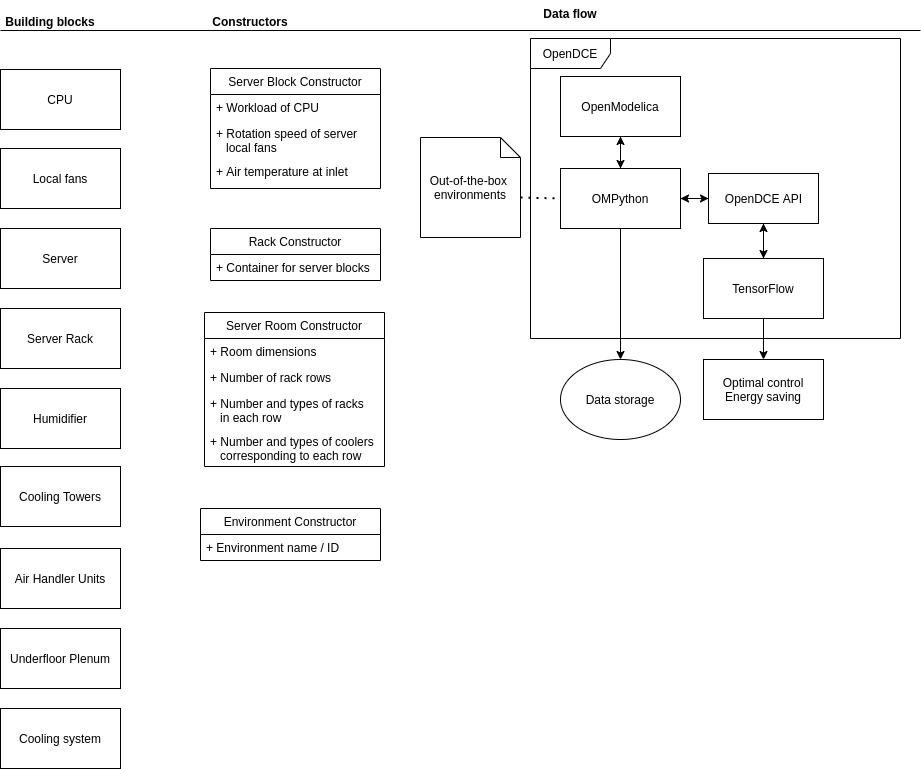 Building blocks
Constructors
Data flow
CPU
Local fans
Server
Server Rack
Humidifier
Cooling Towers
Air Handler Units
Underfloor Plenum
Cooling system
Server Block Constructor
+ Workload of CPU
+ Rotation speed of server
local fans
+ Air temperature at inlet
Rack Constructor
+ Container for server blocks
Server Room Constructor
+ Room dimensions
+ Number of rack rows
+ Number and types of racks
in each row
+ Number and types of coolers
corresponding to each row
Environment Constructor
+ Environment name / ID
Out-of-the-box
environments
OpenDCE
OpenModelica
OMPython
OpenDCE API
TensorFlow
Data storage
Optimal control
Energy saving